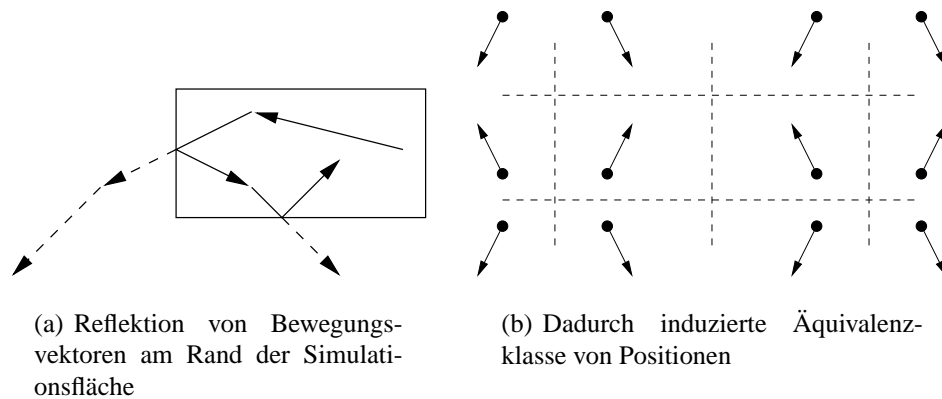 (a) Reflektion von Bewegungs-
vektoren am Rand der Simulati-
onsfläche
(b) Dadurch induzierte Äquivalenz-
klasse von Positionen